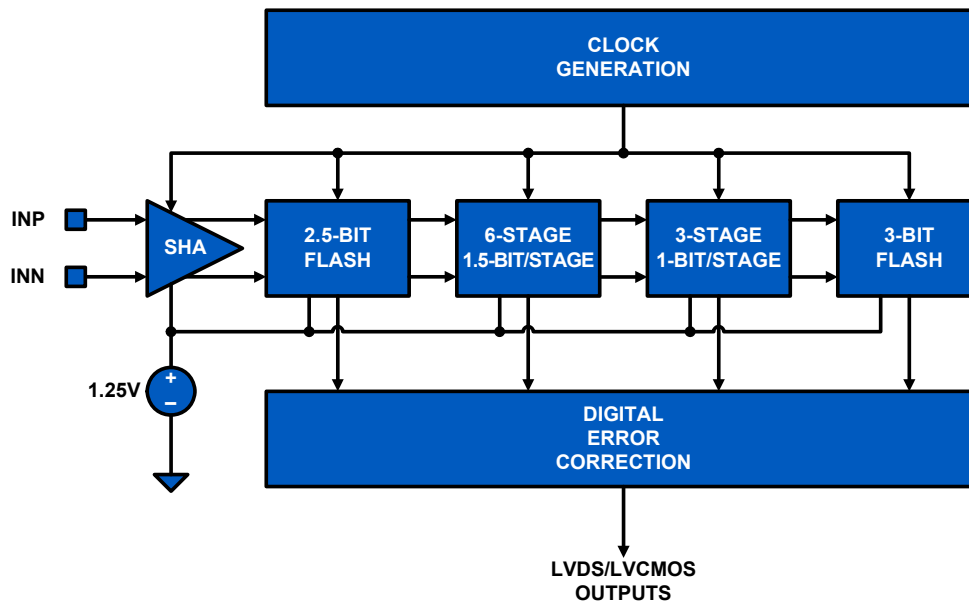 CLOCK
GENERATION
INP
INN
SHA
2.5-BIT
FLASH
6-STAGE
1.5-BIT/STAGE
3-STAGE
1-BIT/STAGE
3-BIT
FLASH
1.25V
+
–
DIGITAL
ERROR
CORRECTION
LVDS/LVCMOS
OUTPUTS